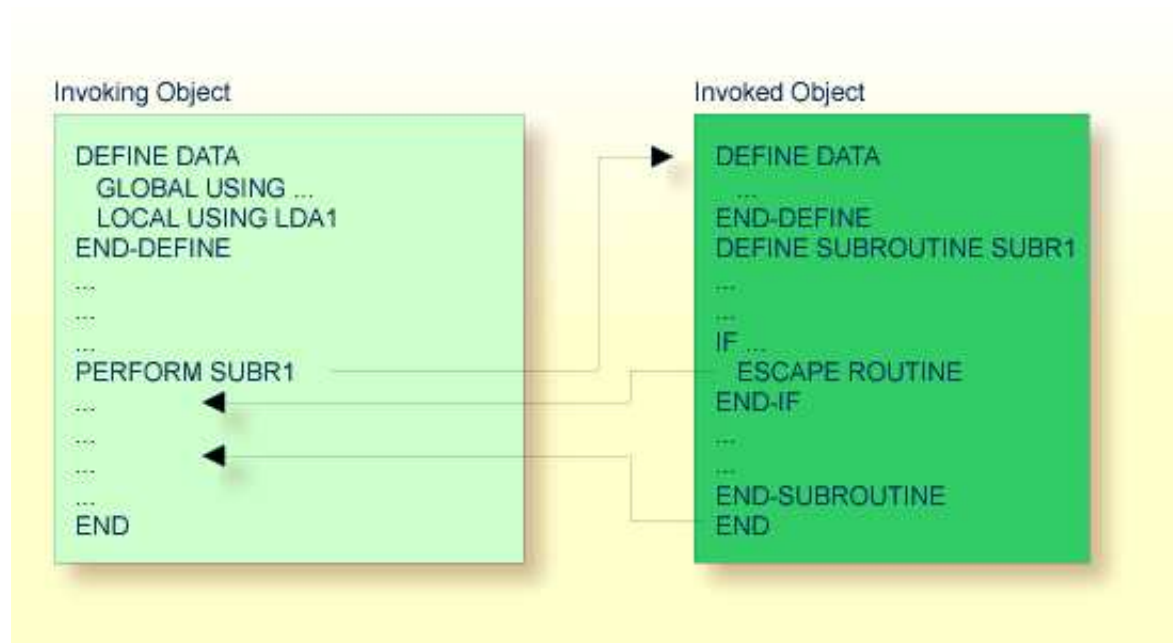 Invoking Object
DEFINE DATA
GLOBAL USING ...
LOCAL USING LDA1
END-DEFINE
...
...
...
PERFORM SUBR1
...
...
...
...
END
Invoked Object
DEFINE DATA
...
END-DEFINE
DEFINE SUBROUTINE SUBR1
...
...
IF ...
ESCAPE ROUTINE
END-IF
...
...
END-SUBROUTINE
END